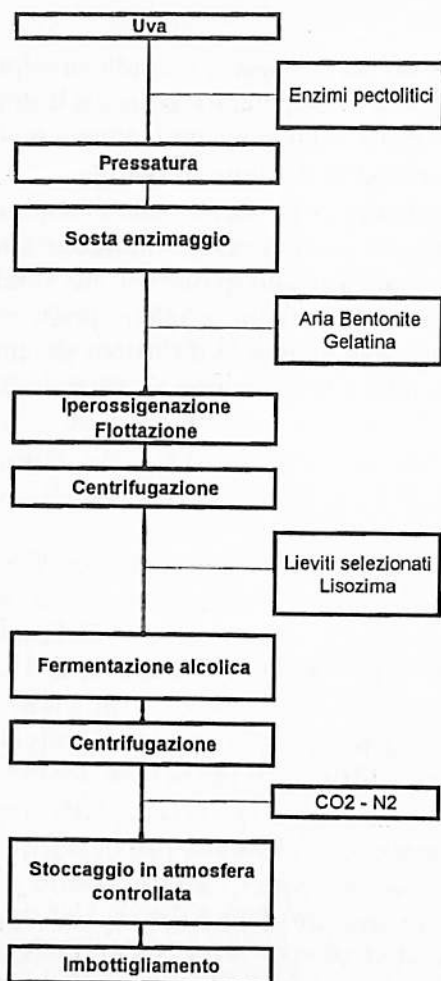 Uva
Enzimi pectolitici
Pressatura
Sosta enzimaggio
Aria Bentonite
Gelatina
Iperossigenazione
Flottazione
Centrifugazione
Lieviti selezionati
Lisozima
Fermentazione alcolica
Centrifugazione
CO2 - N2
Stoccaggio in atmosfera
controllata
Imbottigliamento